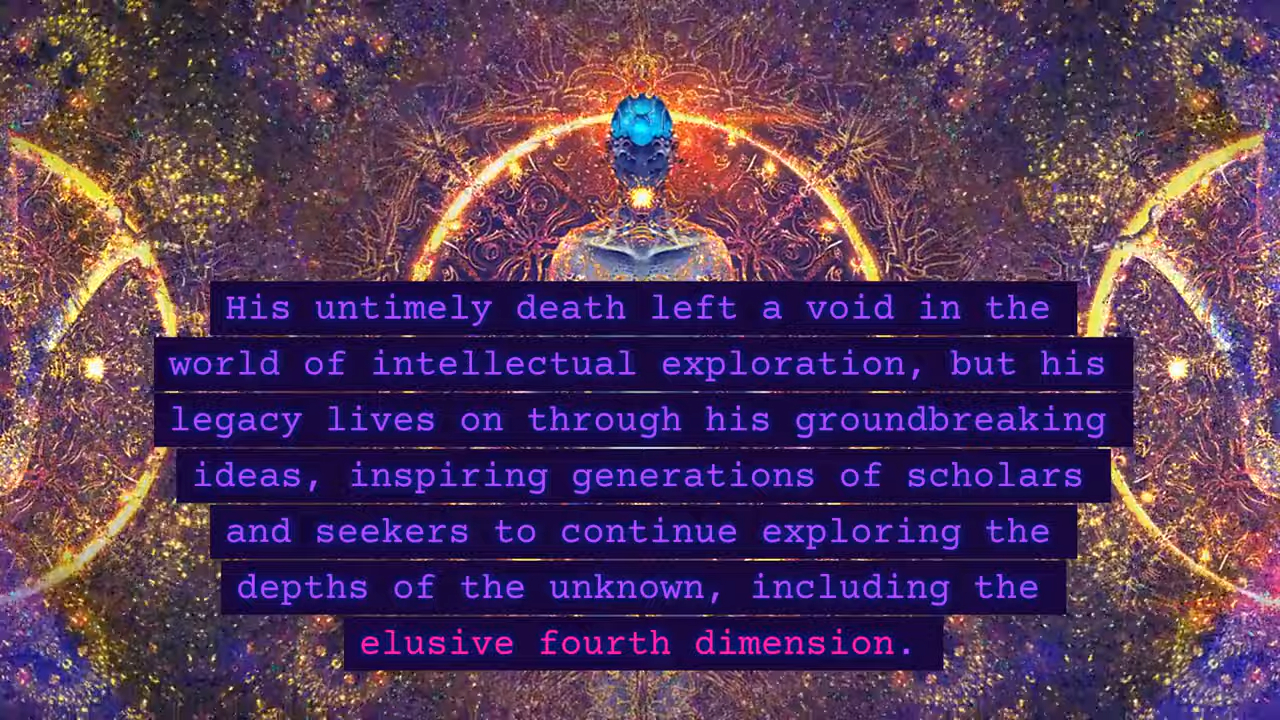 His untimely death left a void in the
world of intellectual exploration, but his
legacy lives on through his groundbreaking
ideas, inspiring generations of scholars
and seekers to continue exploring the
depths of the unknown, including the
elusive fourth dimension.